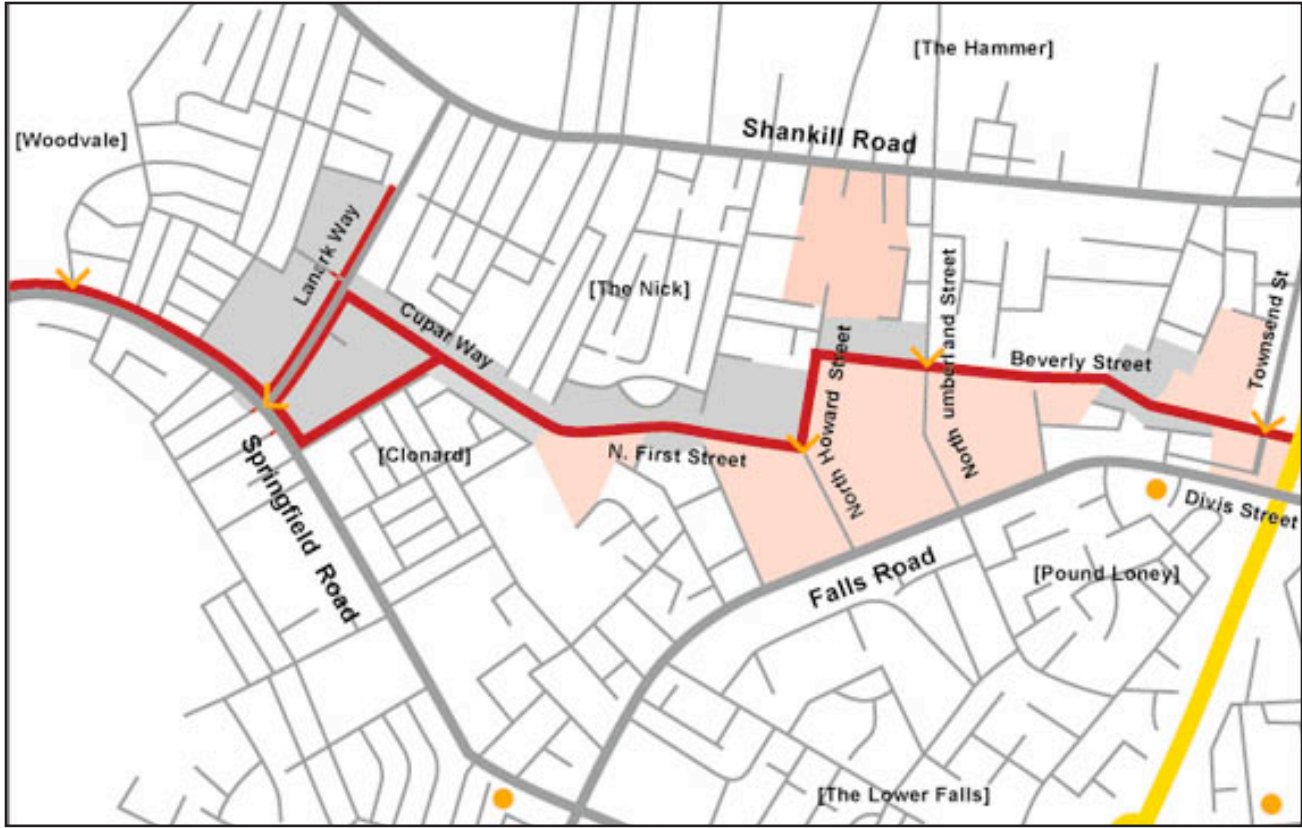 [The Hammer]
[Woodvale]
Shankill Road
Lanark Way
[The Nick]
Cupar Way
North umberland Street
Townsend St
Beverly Street
North Howard Street
[Clonard]
N. First Street
Springfield Road
Divis Street
Falls Road
[Pound Loney]
[The Lower Falls]